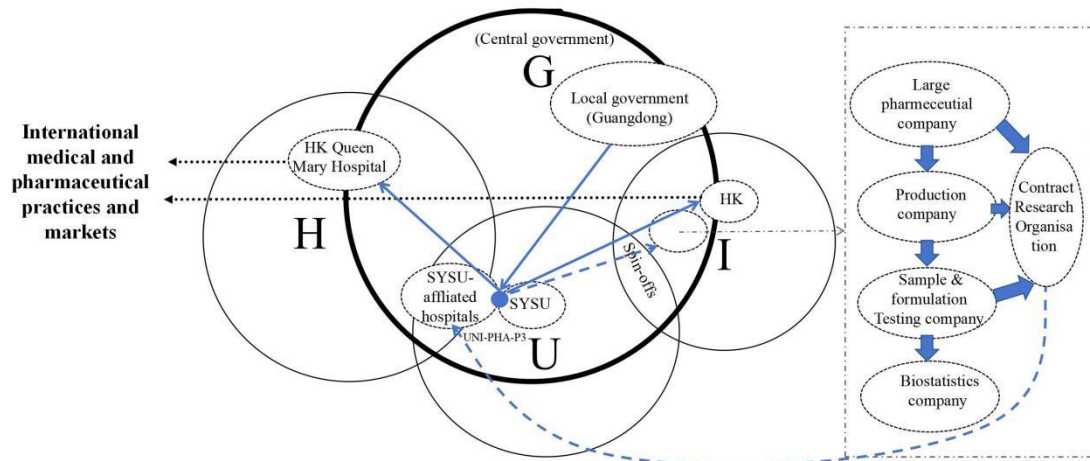 (Central government)
G
Local government
(Guangdong)
International
medical and
pharmaceutical
practices and
markets
HK Queen
Mary Hospital
H
HK
I
Spin-offs
SYSU-
affliated
hospitals
SYSU
UNI-PHA-P3
U
Large
pharmeceutial
company
Production
company
Contract
Research
Organisa
tion
Sample &
formulation
Testing company
Biostatistics
company